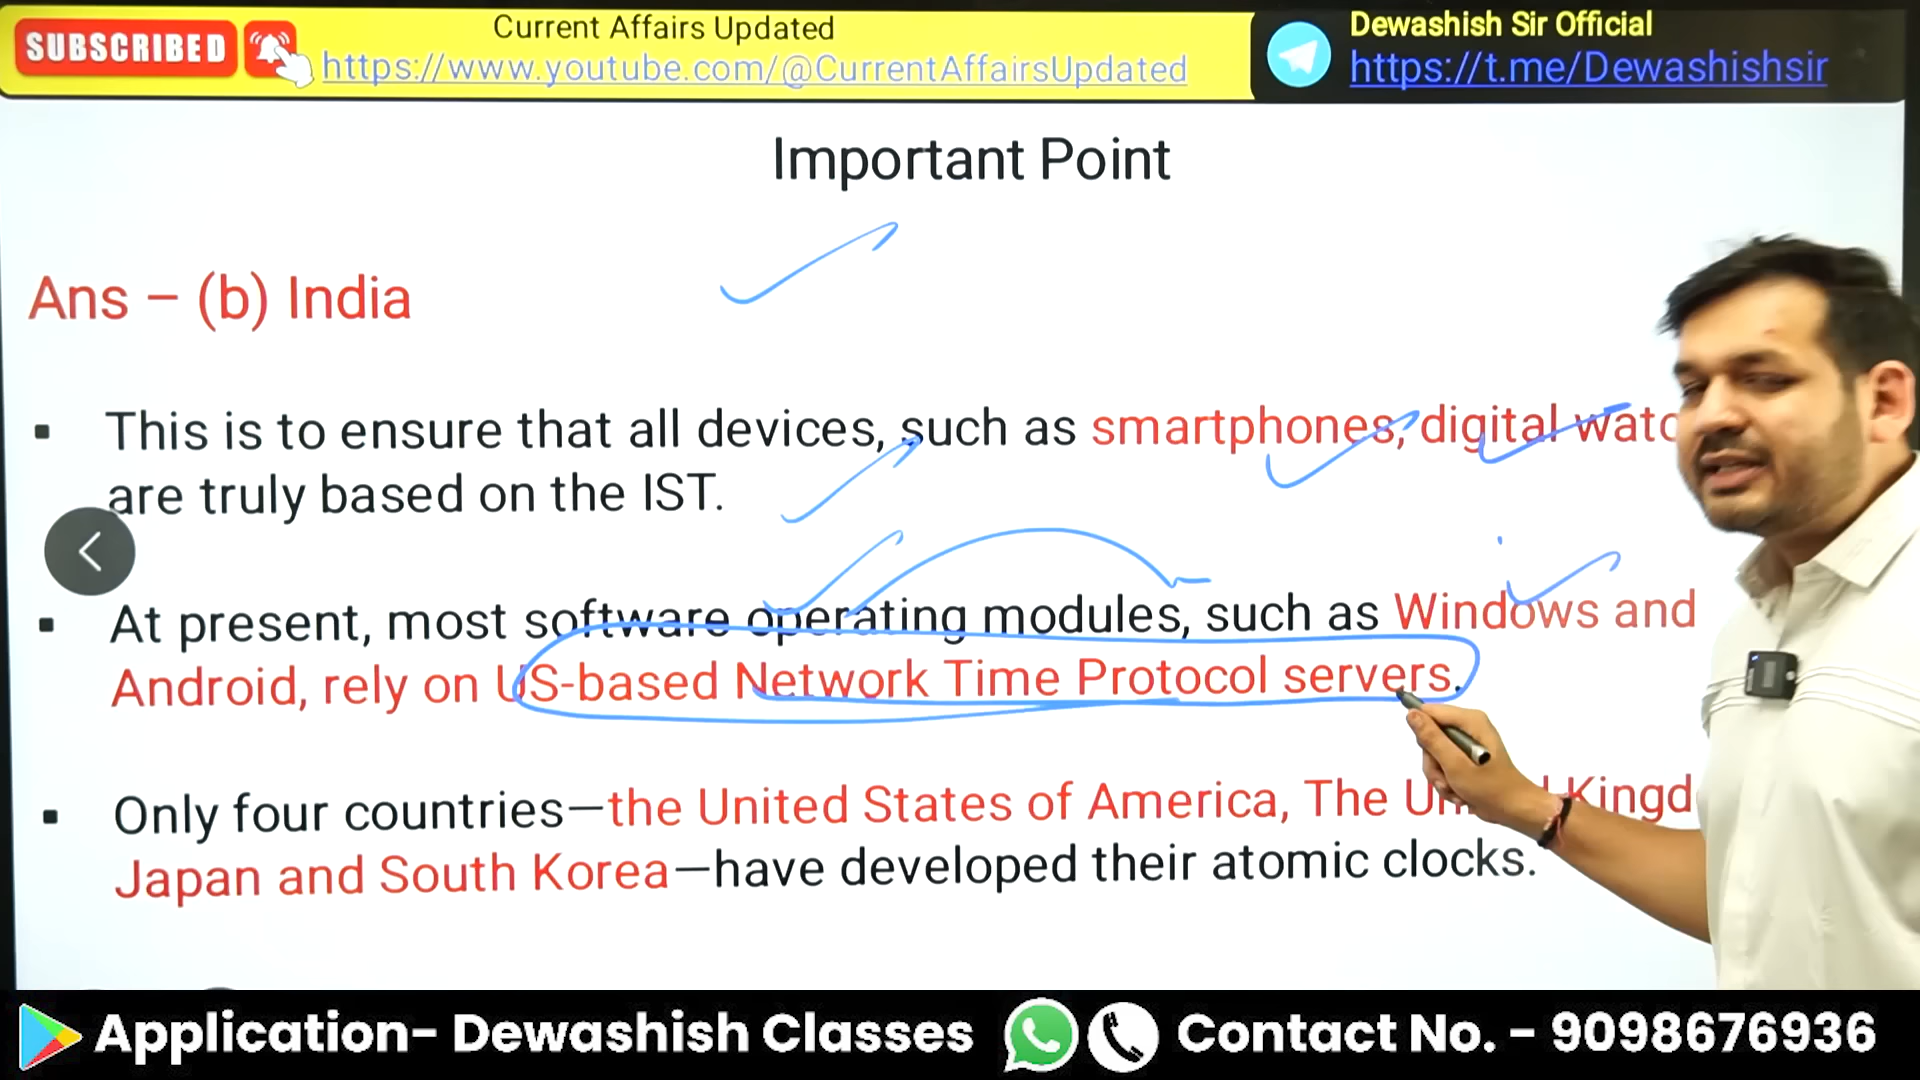 SUBSCRIBED
Current Affairs Updated
https://www.youtube.com/@CurrentAffairsUpdated
Dewashish Sir Official
https://t.me/Dewashishsir
Important Point
Ans – (b) India
▪ This is to ensure that all devices, such as smartphones, digital
are truly based on the IST.
▪ At present, most software operating modules, such as Windows and
Android, rely on US-based Network Time Protocol servers.
▪ Only four countries—the United States of America, The
Japan and South Korea—have developed their atomic clocks.
Application- Dewashish Classes
Contact No. - 9098676936